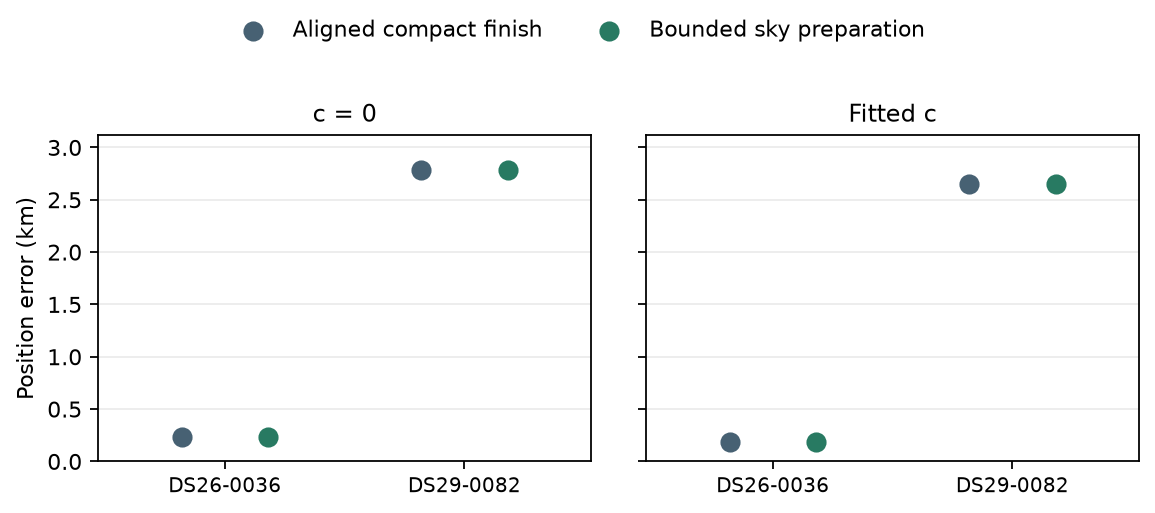 Aligned compact finish
Bounded sky preparation
c = 0
Fitted c
Position error (km)
3.0
2.5
2.0
1.5
1.0
0.5
0.0
DS26-0036
DS29-0082
DS26-0036
DS29-0082